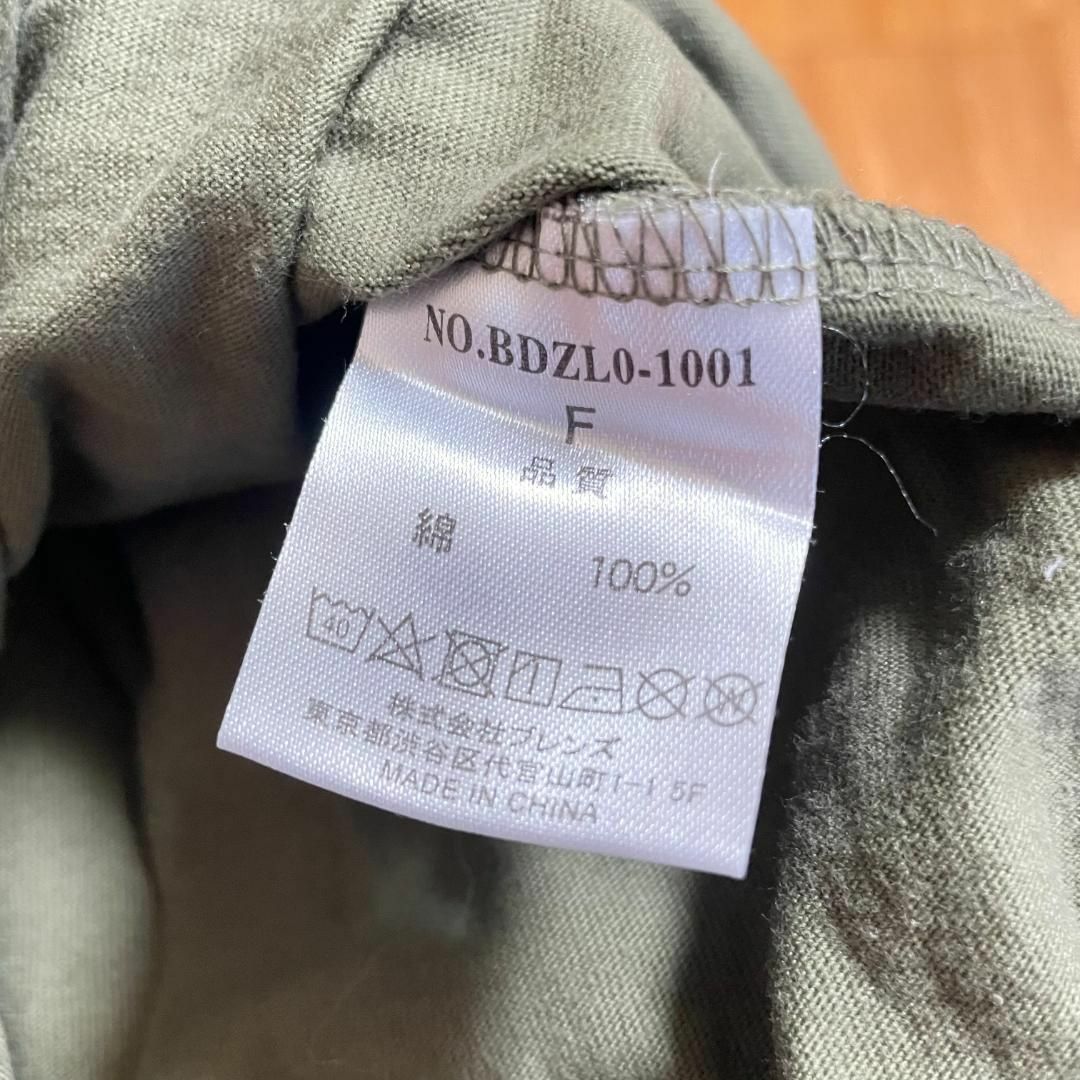 NO.BDZL0-1001
F
品質
綿 100%
40
株式会社ブレンズ
東京都渋谷区代官山町1-1 5F
MADE IN CHINA